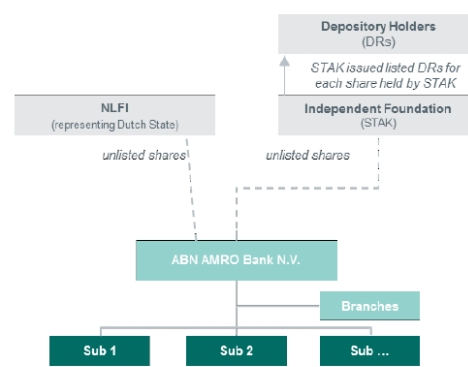 Depository Holders
(DRs)
STAK issued listed DRs for
each share held by STAK
NLFI
(representing Dutch State)
Independent Foundation
(STAK)
unlisted shares
unlisted shares
ABN AMRO Bank N.V.
Branches
Sub 1
Sub 2
Sub ...